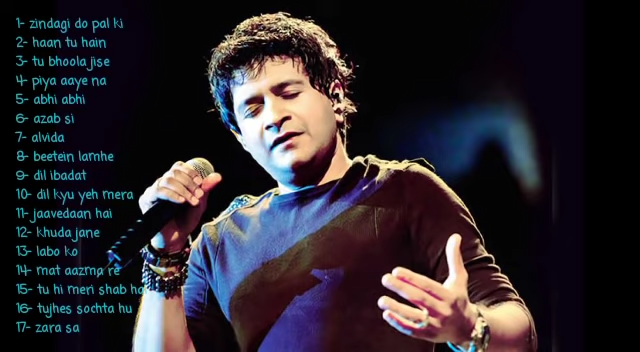 1- zindagi do pal ki
2- haan tu hain
3- tu bhoola jise
4- piya aaye na
5- abhi abhi
6- azab si
7- alvida
8- beetein lamhe
9- dil ibadat
10- dil kyu yeh mera
11- jaavedaan hai
12- khuda jane
13- labo ko
14- mat aazma re
15- tu hi meri shab ha
16- tujhes sochta hu
17- zara sa